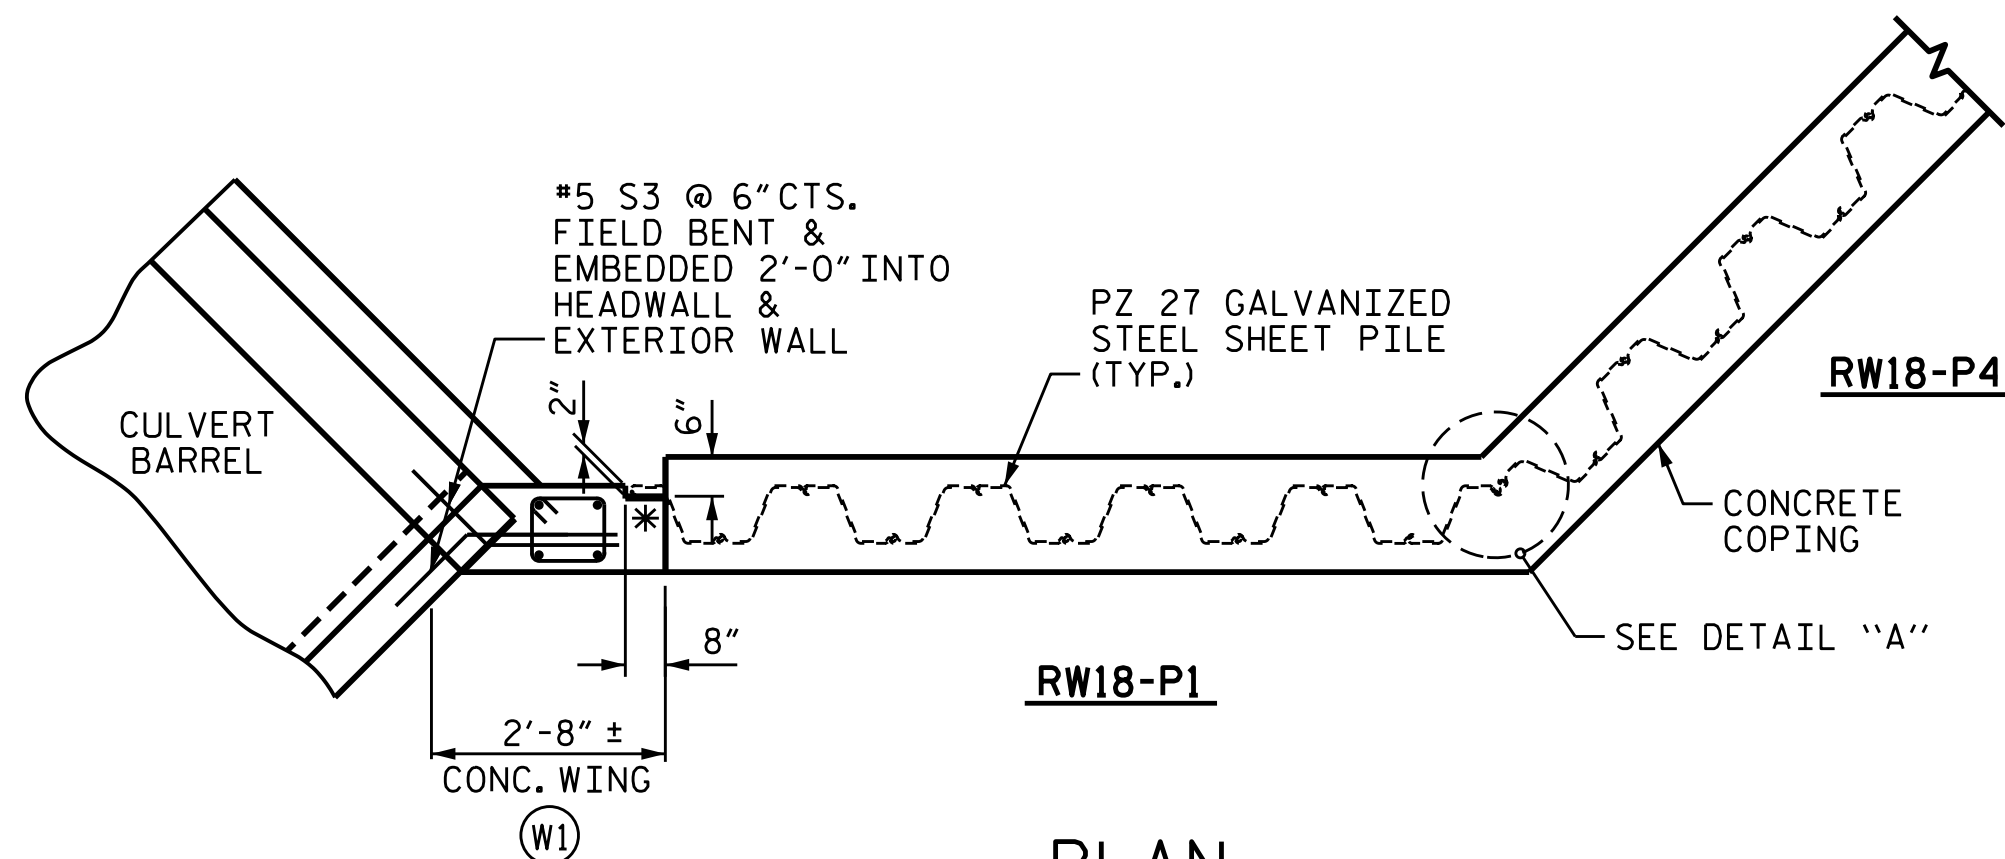 #5 S3 @ 6" CTS.
FIELD BENT &
EMBEDDED 2'-0" INTO
HEADWALL &
EXTERIOR WALL
PZ 27 GALVANIZED
STEEL SHEET PILE
(TYP.)
RW18-P4
2"
6"
CULVERT
BARREL
CONCRETE
COPING
SEE DETAIL "A"
8"
RW18-P1
2'-8" ±
CONC. WING
W1
PLAN